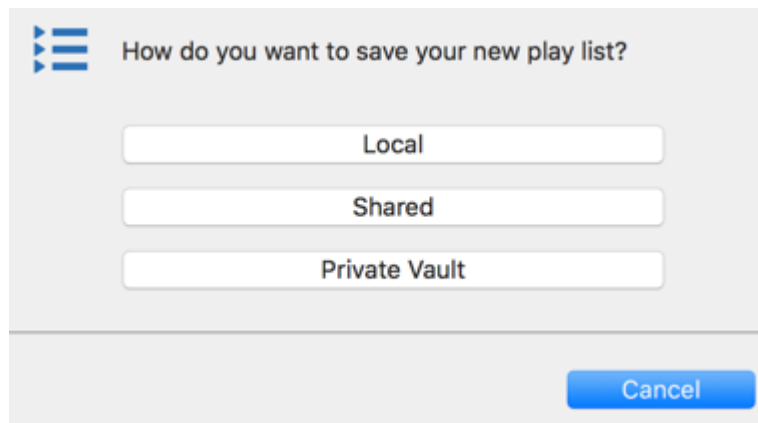 How do you want to save your new play list?
Local
Shared
Private Vault
Cancel